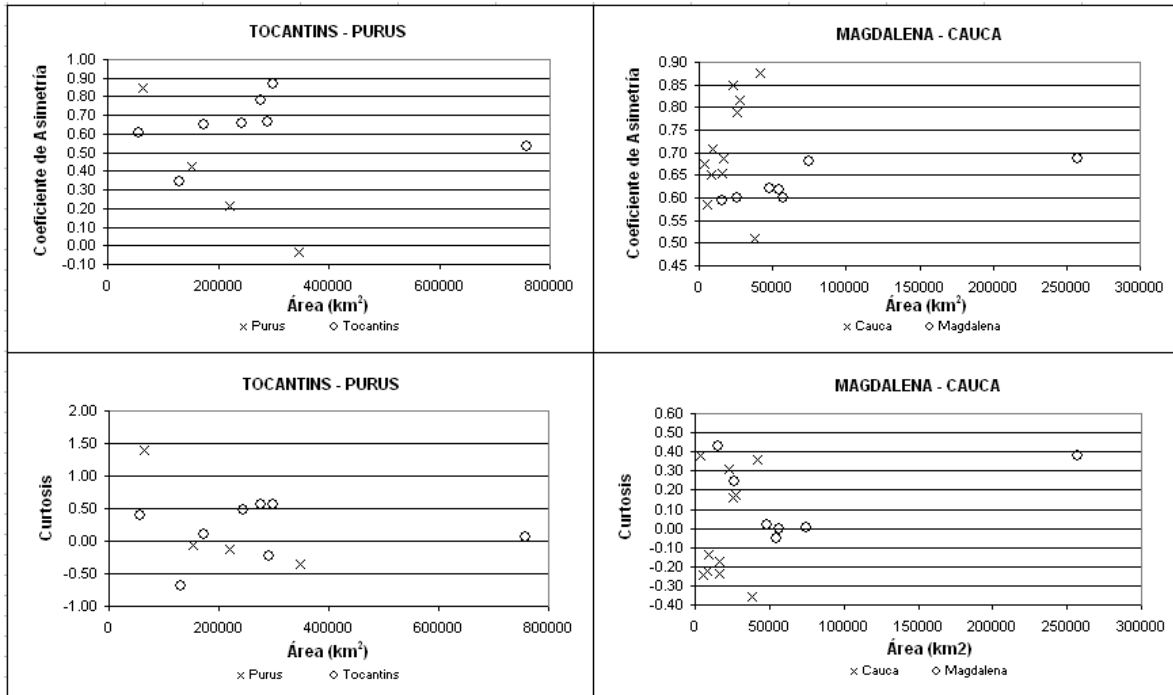 TOCANTINS - PURUS
Coeficiente de Asimetría
1.00
0.90
0.80
0.70
0.60
0.50
0.40
0.30
0.20
0.10
0.00
-0.10
0 200000 400000 600000 800000
Área (km²)
× Purus ○ Tocantins
MAGDALENA - CAUCA
Coeficiente de Asimetría
0.90
0.85
0.80
0.75
0.70
0.65
0.60
0.55
0.50
0.45
0 50000 100000 150000 200000 250000 300000
Área (km²)
× Cauca ○ Magdalena
TOCANTINS - PURUS
Curtosis
2.00
1.50
1.00
0.50
0.00
-0.50
-1.00
0 200000 400000 600000 800000
Área (km²)
× Purus ○ Tocantins
MAGDALENA - CAUCA
Curtosis
0.60
0.50
0.40
0.30
0.20
0.10
0.00
-0.10
-0.20
-0.30
-0.40
0 50000 100000 150000 200000 250000 300000
Área (km2)
× Cauca ○ Magdalena